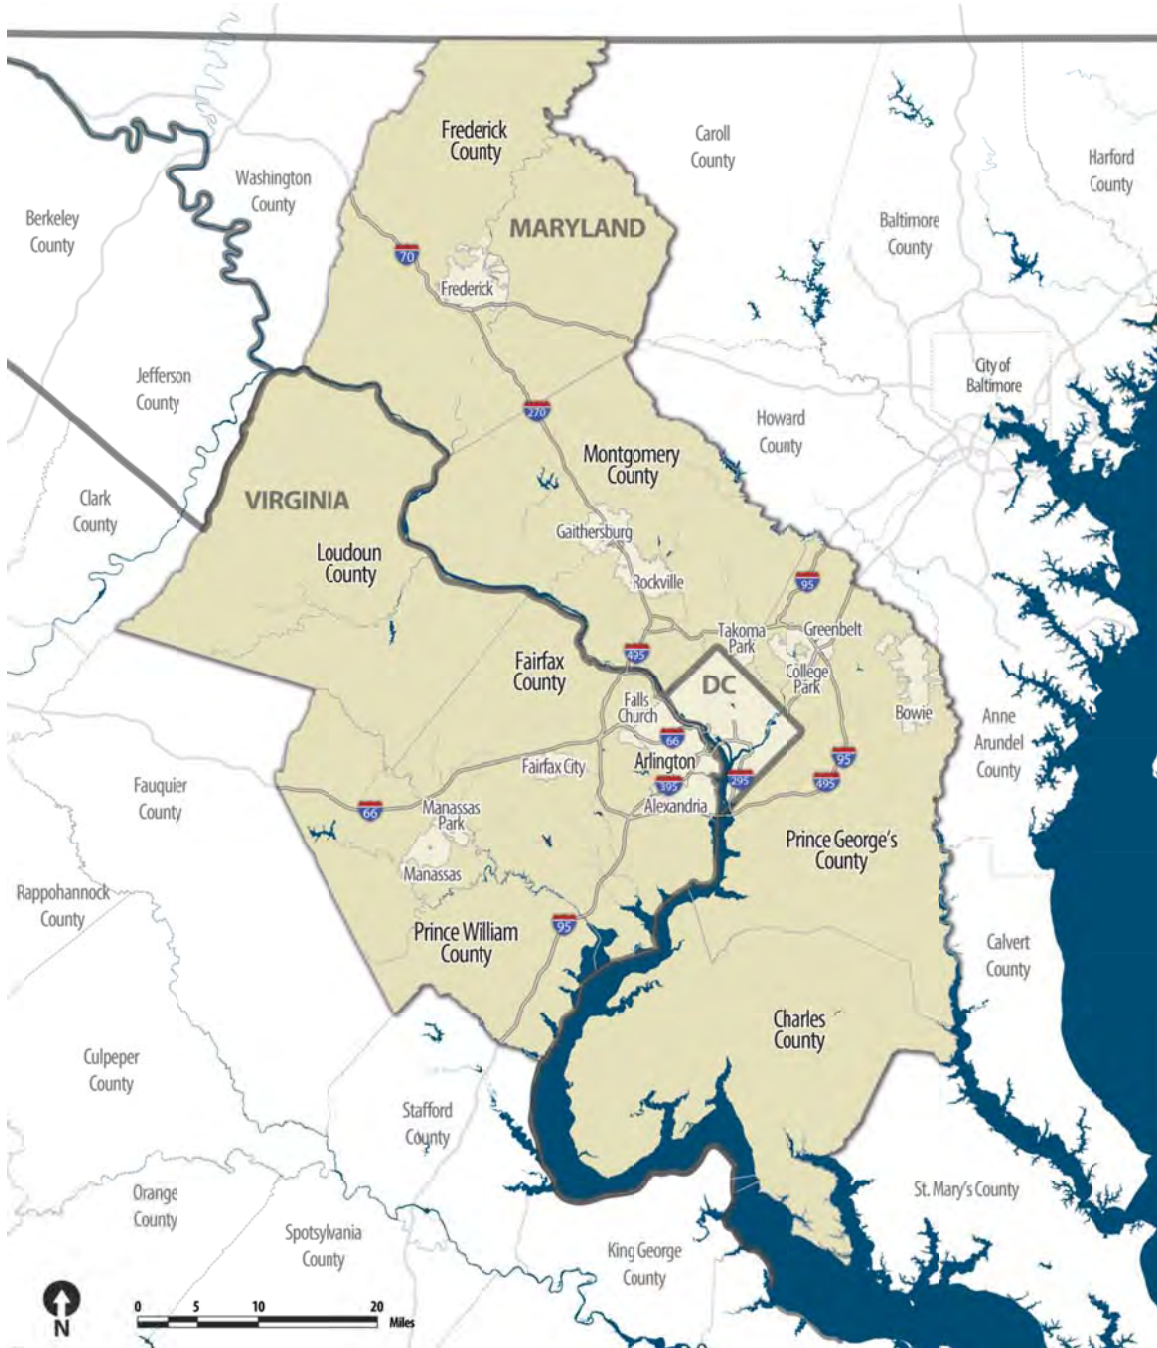 Frederick
County
Caroll
County
Harford
County
Washington
County
Berkeley
County
MARYLAND
Baltimore
County
70
Frederick
Jefferson
County
City of
Baltimore
270
Howard
County
Montgomery
County
VIRGINIA
Clark
County
Gaithersburg
Loudoun
County
Rockville
95
Takoma
Park
Greenbelt
495
Fairfax
County
College
Park
DC
Falls
Church
Bowie
Anne
Arundel
County
66
Arlington
Fairfax City
95
295
495
395
Fauquier
County
66
Manassas
Park
Alexandria
Prince George's
County
Manassas
Rappohannock
County
95
Prince William
County
Calvert
County
Charles
County
Culpeper
County
Stafford
County
St. Mary's County
Orange
County
Spotsylvania
County
King George
County
N
0 5 10 20
Miles